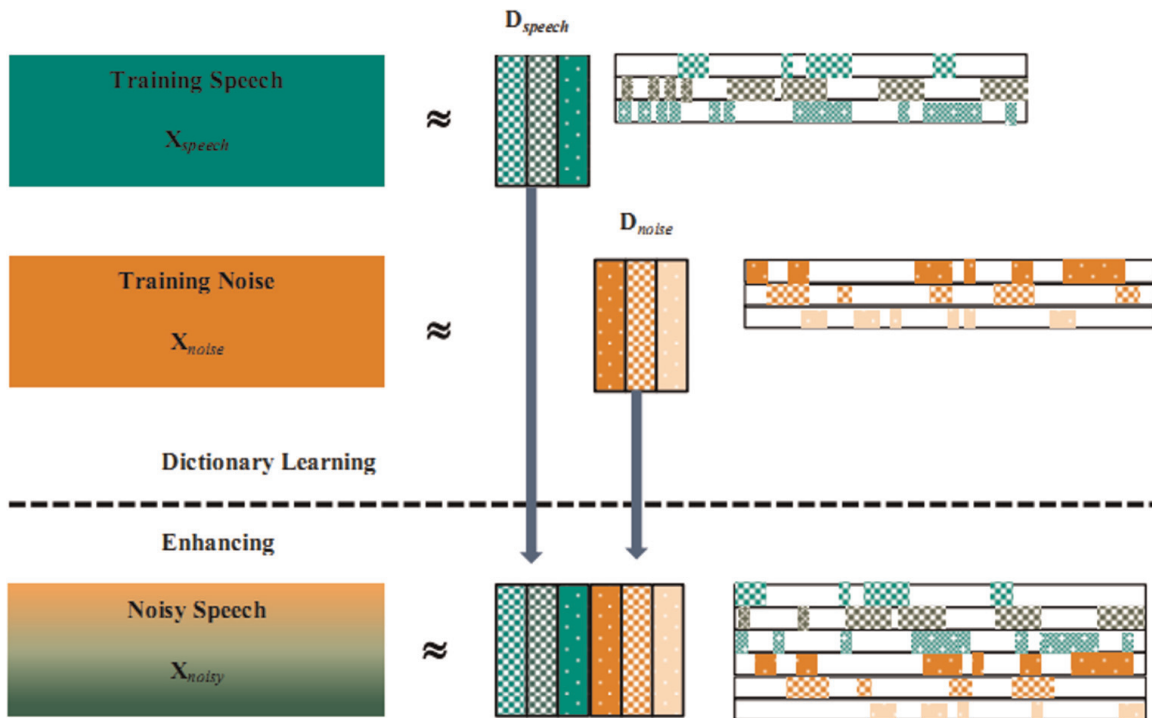 D_speech
Training Speech
X_speech
≈
D_noise
Training Noise
X_noise
≈
Dictionary Learning
Enhancing
Noisy Speech
X_noisy
≈